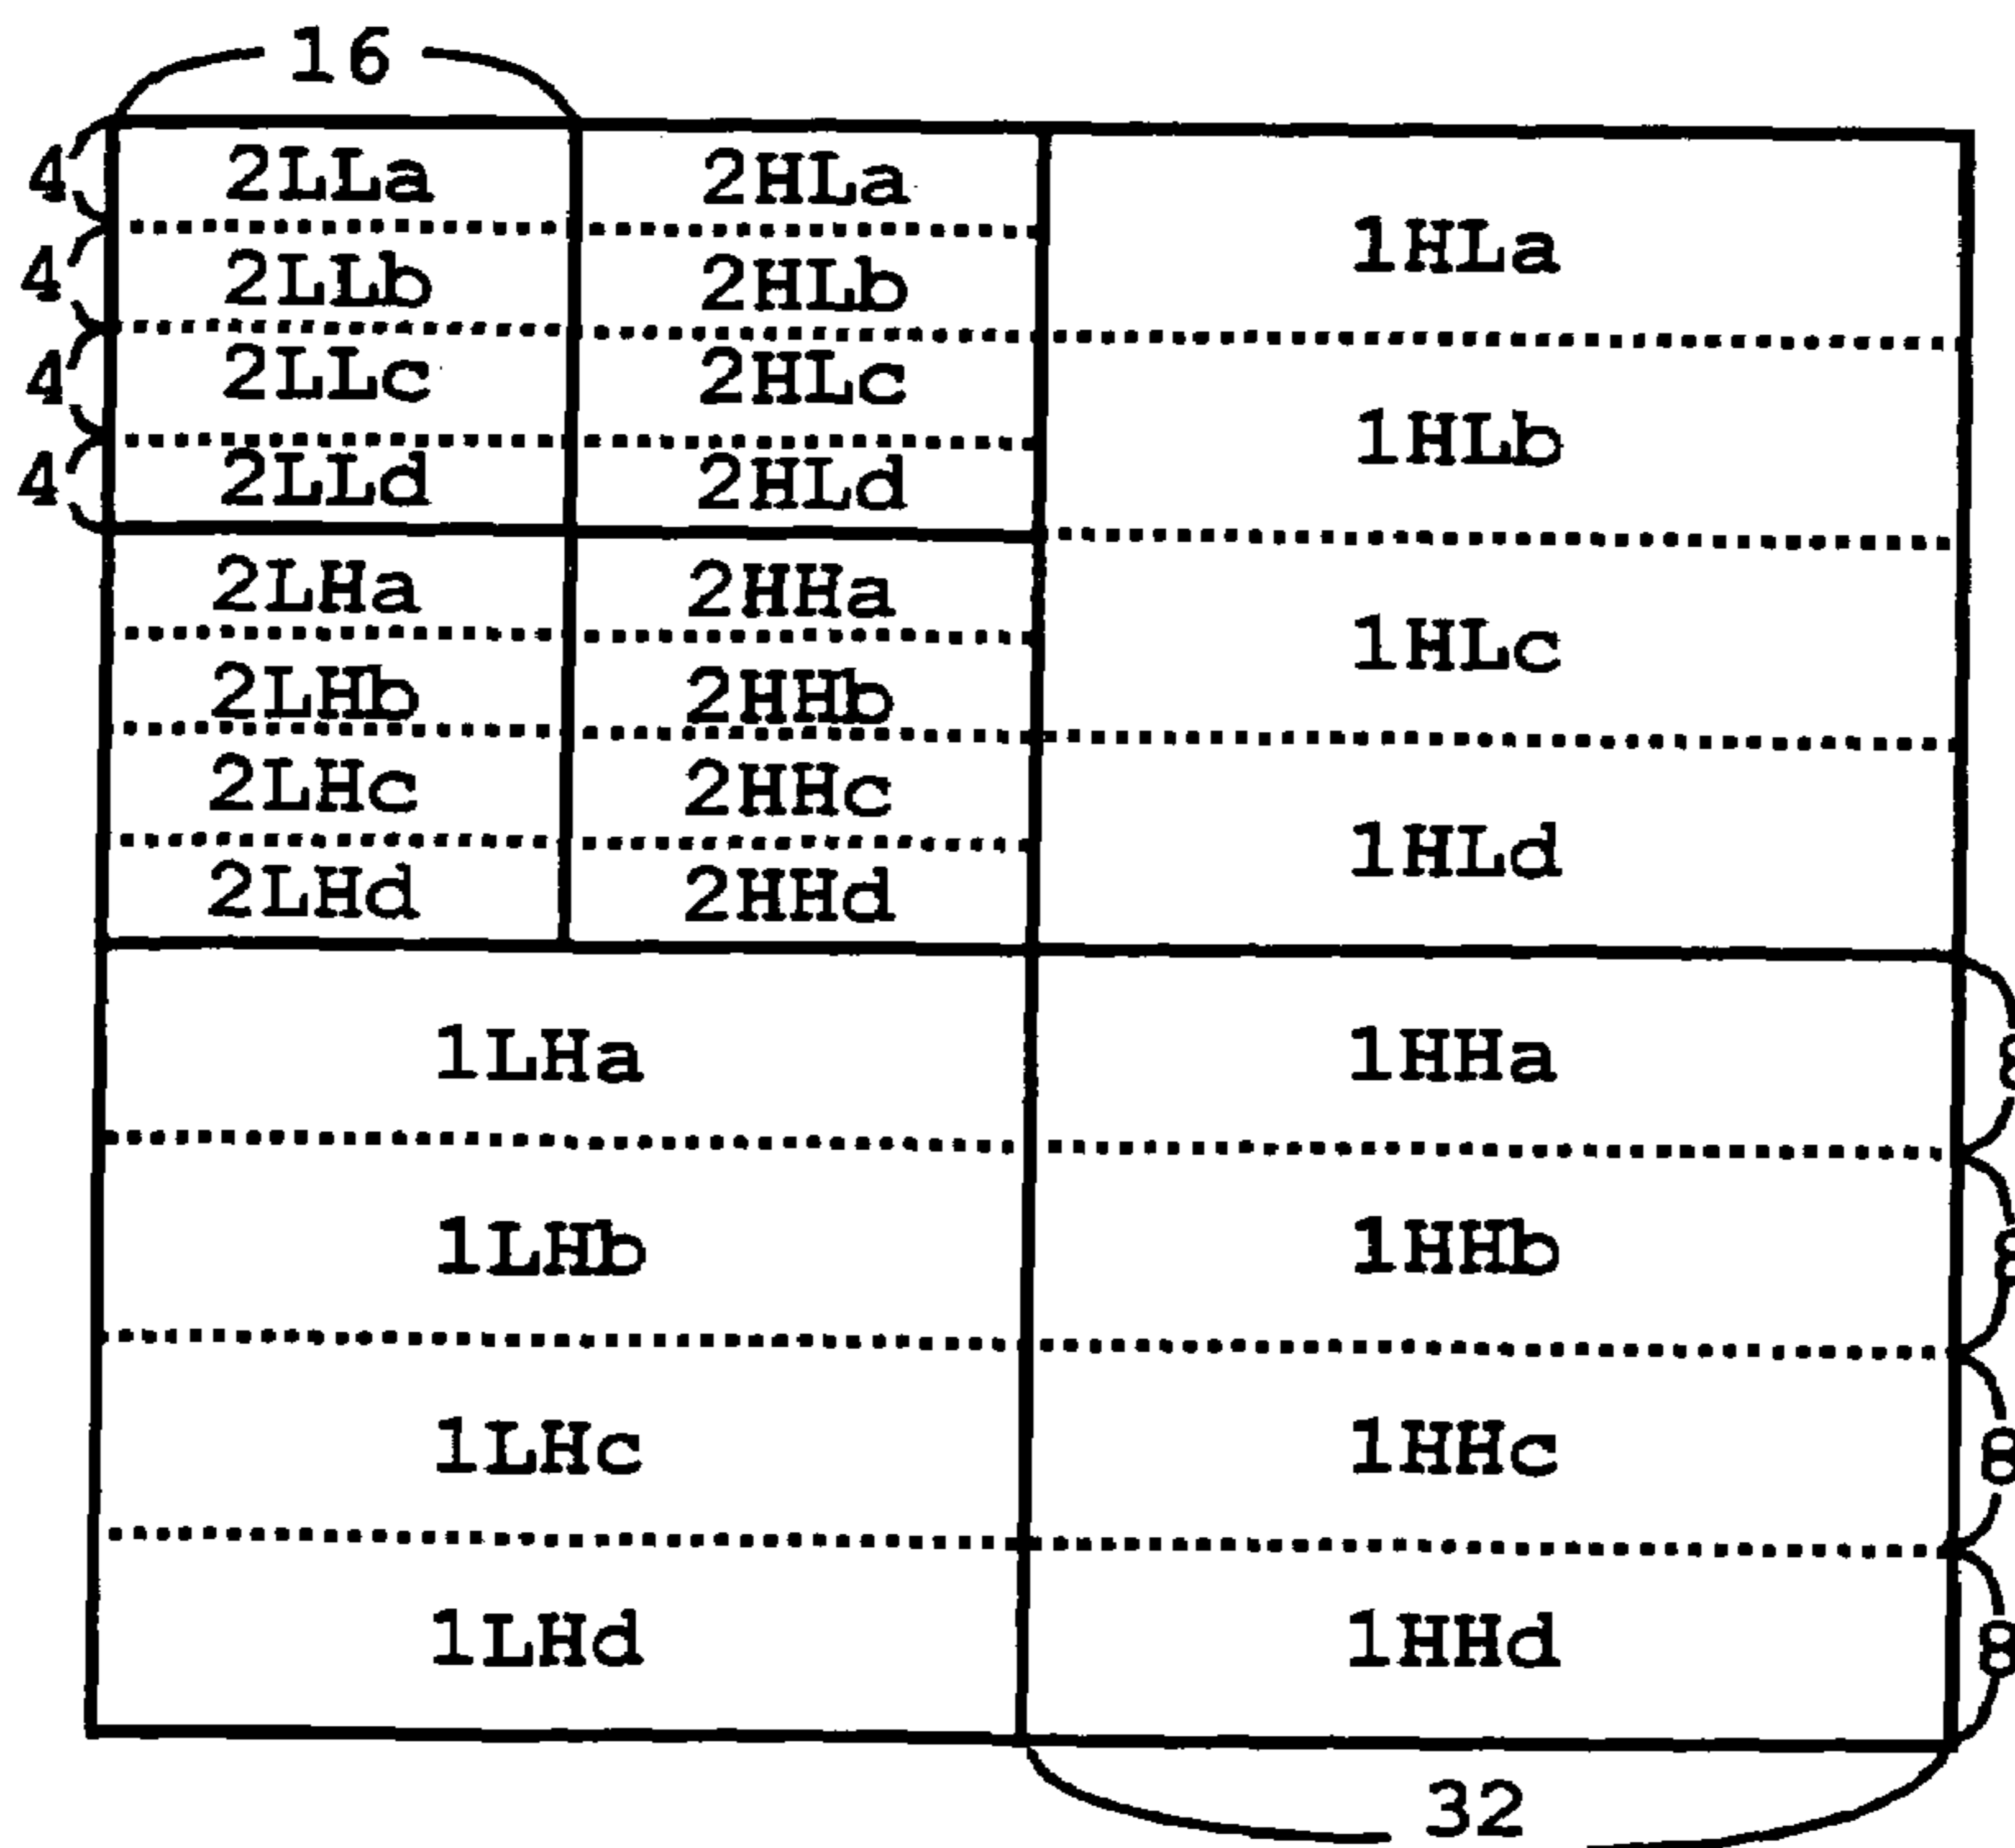 16
4 2LLa 2HLa
1HLa
4 2LLb 2HLb
4 2LLc 2HLc
1HLb
4 2LLd 2HLd
2LHa 2HHa
1HLc
2LHb 2HHb
2LHc 2HHc
1HLd
2LHd 2HHd
1LHa 1HHa 8
1LHb 1HHb 8
1LHc 1HHc 8
1LHd 1HHd 8
32